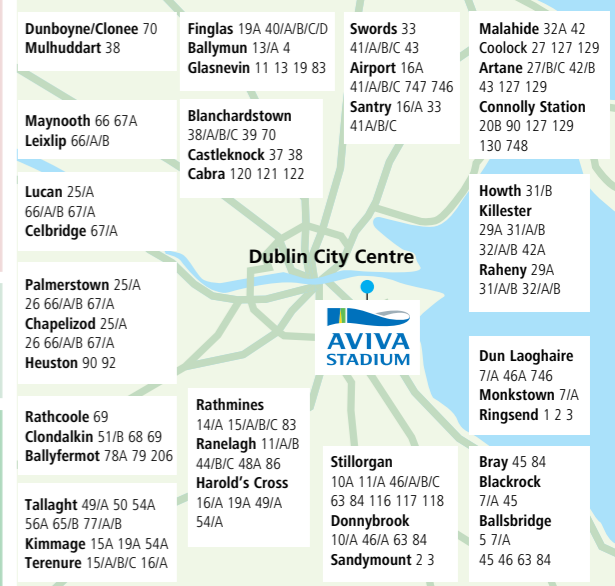 Dunboyne/Clonee 70
Mulhuddart 38
Finglas 19A 40/A/B/C/D
Ballymun 13/A 4
Glasnevin 11 13 19 83
Swords 33
41/A/B/C 43
Airport 16A
41/A/B/C 747 746
Santry 16/A 33
41A/B/C
Malahide 32A 42
Coolock 27 127 129
Artane 27/B/C 42/B
43 127 129
Connolly Station
20B 90 127 129
130 748
Maynooth 66 67A
Leixlip 66/A/B
Blanchardstown
38/A/B/C 39 70
Castleknock 37 38
Cabra 120 121 122
Lucan 25/A
66/A/B 67/A
Celbridge 67/A
Howth 31/B
Killester
29A 31/A/B
32/A/B 42A
Raheny 29A
31/A/B 32/A/B
Dublin City Centre
AVIVA
STADIUM
Palmerstown 25/A
26 66/A/B 67/A
Chapelizod 25/A
26 66/A/B 67/A
Heuston 90 92
Dun Laoghaire
7/A 46A 746
Monkstown 7/A
Ringsend 1 2 3
Rathcoole 69
Clondalkin 51/B 68 69
Ballyfermot 78A 79 206
Rathmines
14/A 15/A/B/C 83
Ranelagh 11/A/B
44/B/C 48A 86
Harold's Cross
16/A 19A 49/A
54/A
Tallaght 49/A 50 54A
56A 65/B 77/A/B
Kimmage 15A 19A 54A
Terenure 15/A/B/C 16/A
Stillorgan
10A 11/A 46/A/B/C
63 84 116 117 118
Donnybrook
10/A 46/A 63 84
Sandymount 2 3
Bray 45 84
Blackrock
7/A 45
Ballsbridge
5 7/A
45 46 63 84